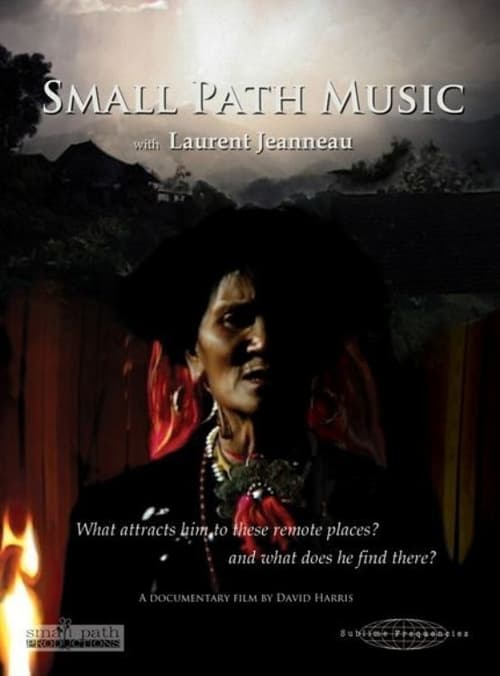 SMALL PATH MUSIC
with Laurent Jeanneau
What attracts him to these remote places?
and what does he find there?
A DOCUMENTARY FILM BY DAVID HARRIS
small path
PRODUCTIONS
Sublime Frequencies